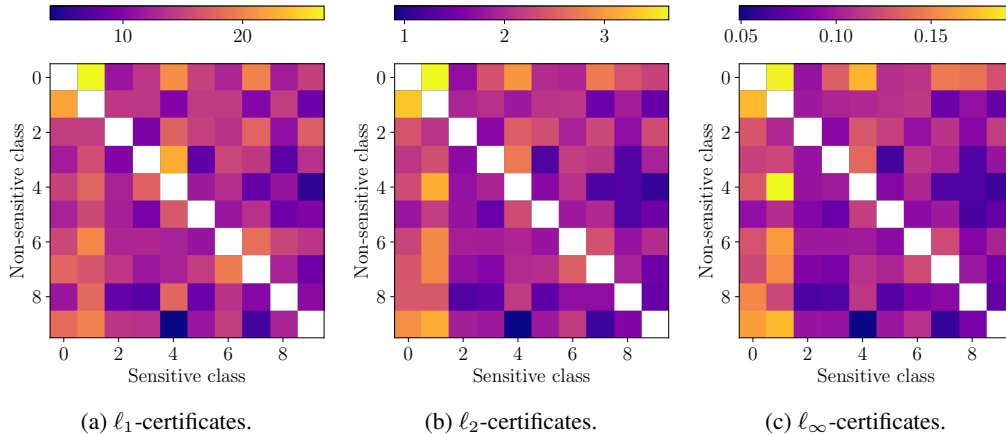 10 20
1 2 3
0.05 0.10 0.15
Non-sensitive class
0
2
4
6
8
0 2 4 6 8
Sensitive class
(a) ℓ1-certificates.
Non-sensitive class
0
2
4
6
8
0 2 4 6 8
Sensitive class
(b) ℓ2-certificates.
Non-sensitive class
0
2
4
6
8
0 2 4 6 8
Sensitive class
(c) ℓ∞-certificates.